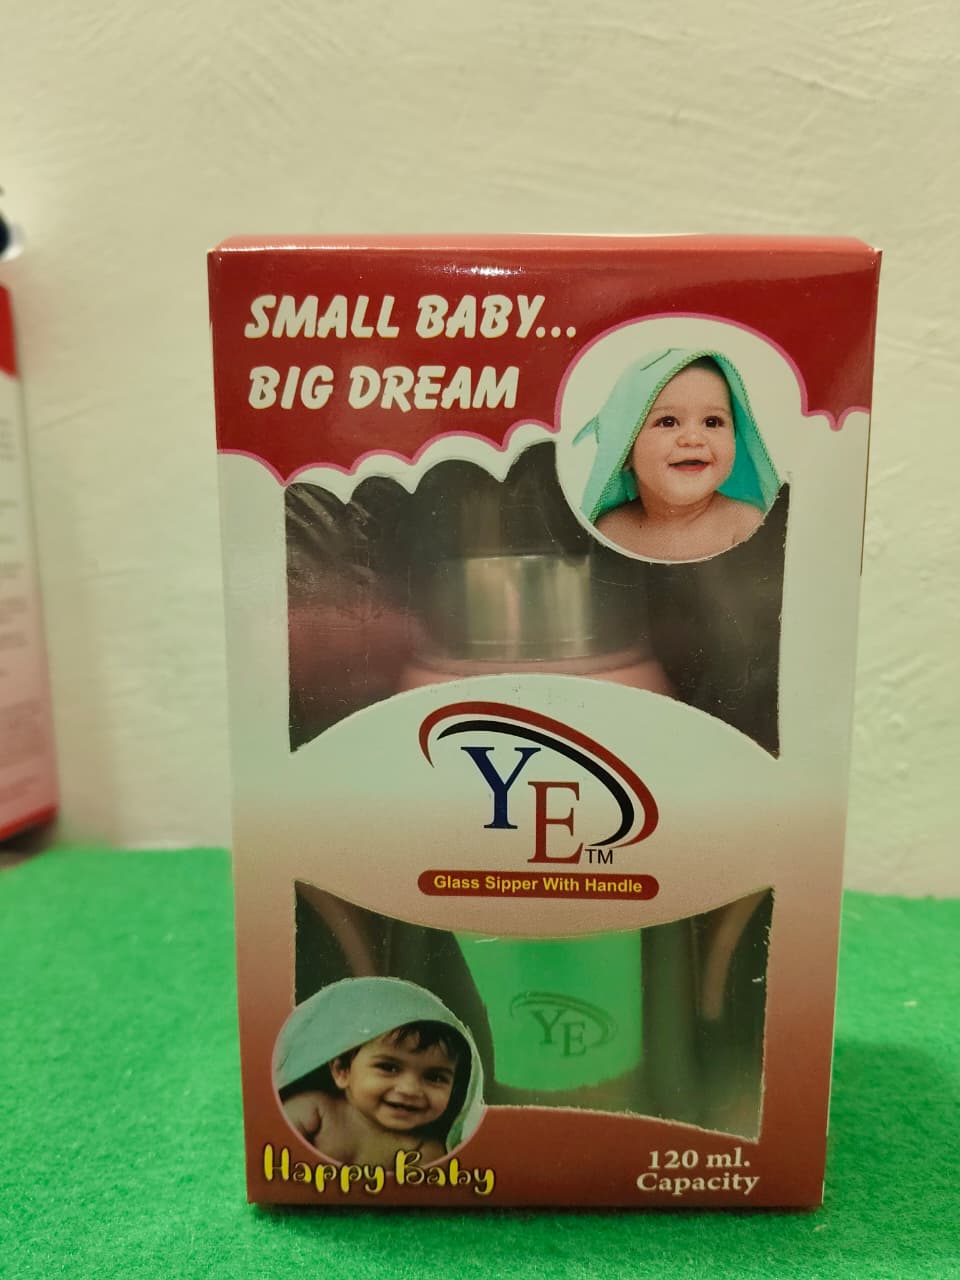 SMALL BABY...
BIG DREAM
YE TM
Glass Sipper With Handle
YE
Happy Baby
120 ml.
Capacity